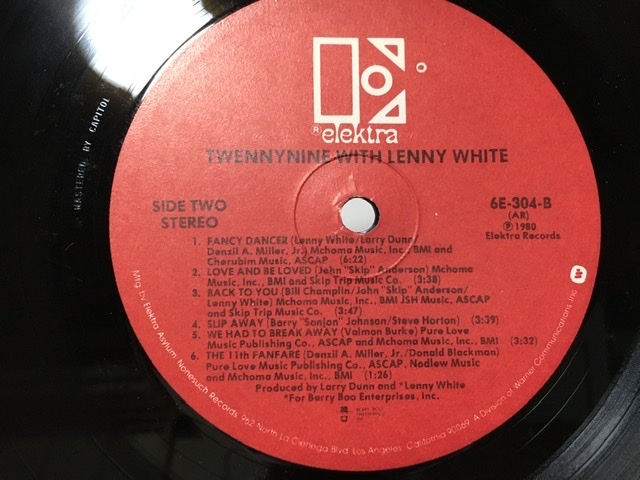 MASTERED BY CAPITOL
® elektra
TWENNYNINE WITH LENNY WHITE
SIDE TWO
STEREO
6E-304-B
(AR)
℗ 1980
Elektra Records
1. FANCY DANCER (Lenny White/Larry Dunn/
Denzil A. Miller, Jr.) Mchoma Music, Inc., BMI and
Cherubim Music, ASCAP (6:22)
2. LOVE AND BE LOVED (John "Skip" Anderson) Mchoma
Music, Inc., BMI and Skip Trip Music Co. (3:38)
3. BACK TO YOU (Bill Champlin/John "Skip" Anderson/
Lenny White) Mchoma Music, Inc., BMI JSH Music, ASCAP
and Skip Trip Music Co. (3:47)
4. SLIP AWAY (Barry "Sonjon" Johnson/Steve Horton) (3:39)
5. WE HAD TO BREAK AWAY (Vaimon Burke) Pure Love
Music Publishing Co., ASCAP and Mchoma Music, Inc., BMI (3:32)
6. THE 11th FANFARE (Denzil A. Miller, Jr./Donald Blackman)
Pure Love Music Publishing Co., ASCAP, Nodlew Music
and Mchoma Music, Inc., BMI (1:26)
Produced by Larry Dunn and *Lenny White
*For Berry Boo Enterprises, Inc.
Mfg. by Elektra/Asylum/Nonesuch Records, 962 North La Cienega Blvd. Los Angeles, California 90069. A Division of Warner Communications Inc.